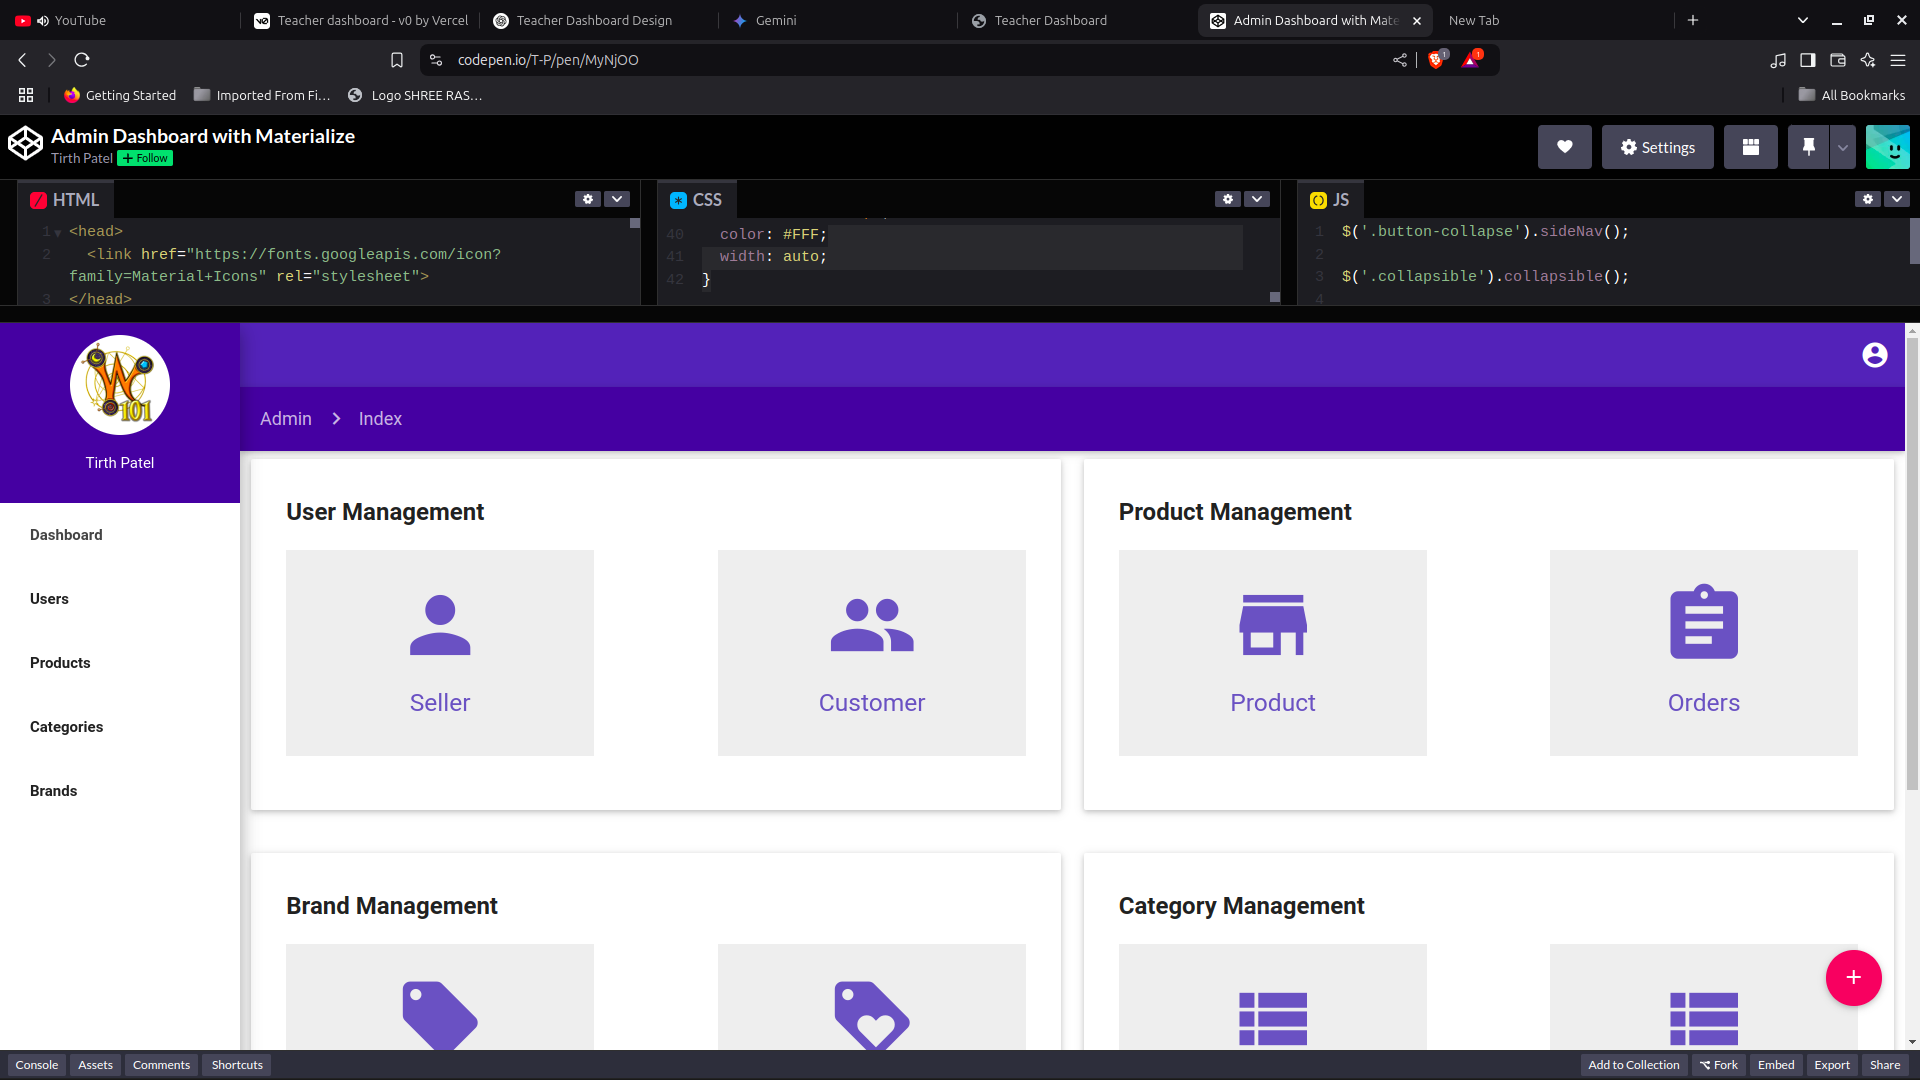 YouTube
Teacher dashboard - v0 by Vercel
Teacher Dashboard Design
Gemini
Teacher Dashboard
Admin Dashboard with Mate
New Tab
codepen.io/T-P/pen/MyNjOO
1
1
Getting Started
Imported From Fi...
Logo SHREE RAS...
All Bookmarks
Admin Dashboard with Materialize
Tirth Patel
+ Follow
Settings
HTML
1 <head>
2 <link href="https://fonts.googleapis.com/icon?
family=Material+Icons" rel="stylesheet">
3 </head>
CSS
40 color: #FFF;
41 width: auto;
42 }
JS
1 $('.button-collapse').sideNav();
2
3 $('.collapsible').collapsible();
4
W
101
Tirth Patel
Admin
Index
Dashboard
Users
Products
Categories
Brands
User Management
Seller
Customer
Product Management
Product
Orders
Brand Management
Category Management
+
Console
Assets
Comments
Shortcuts
Add to Collection
Fork
Embed
Export
Share